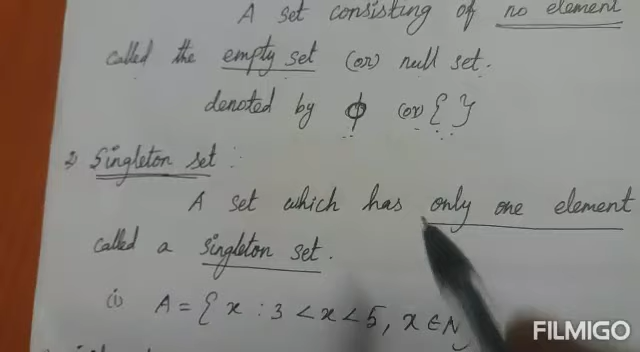 A set consisting of no element
called the empty set (or) null set.
denoted by ϕ (or) { }
2) Singleton set :
A set which has only one element
called a singleton set.
(i) A = { x : 3 < x < 5, x ∈ N
FILMIGO